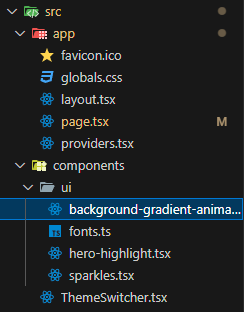 src
app
favicon.ico
globals.css
layout.tsx
page.tsx M
providers.tsx
components
ui
background-gradient-anima...
TS fonts.ts
hero-highlight.tsx
sparkles.tsx
ThemeSwitcher.tsx